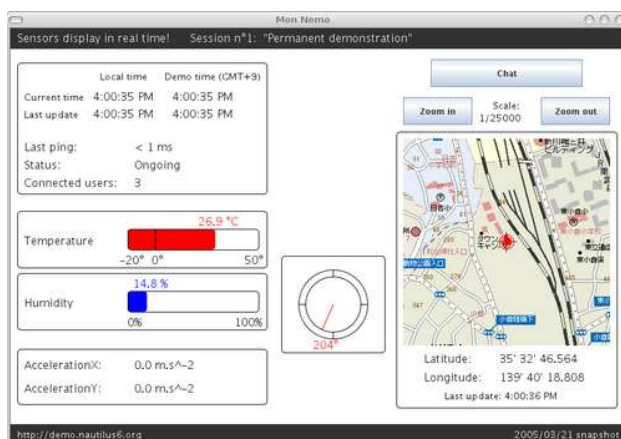 Mon Nemo
Sensors display in real time! Session n°1: "Permanent demonstration"
Local time Demo time (GMT+9)
Current time 4:00:35 PM 4:00:35 PM
Last update 4:00:35 PM 4:00:35 PM
Last ping: < 1 ms
Status: Ongoing
Connected users: 3
Temperature
26.9 °C
-20° 0° 50°
Humidity
14.8 %
0% 100%
AccelerationX: 0.0 m.s^-2
AccelerationY: 0.0 m.s^-2
204°
Chat
Zoom in
Scale:
1/25000
Zoom out
Latitude: 35' 32' 46.564
Longitude: 139' 40' 18.808
Last update: 4:00:36 PM
http://demo.nautilus6.org
2005/03/21 snapshot